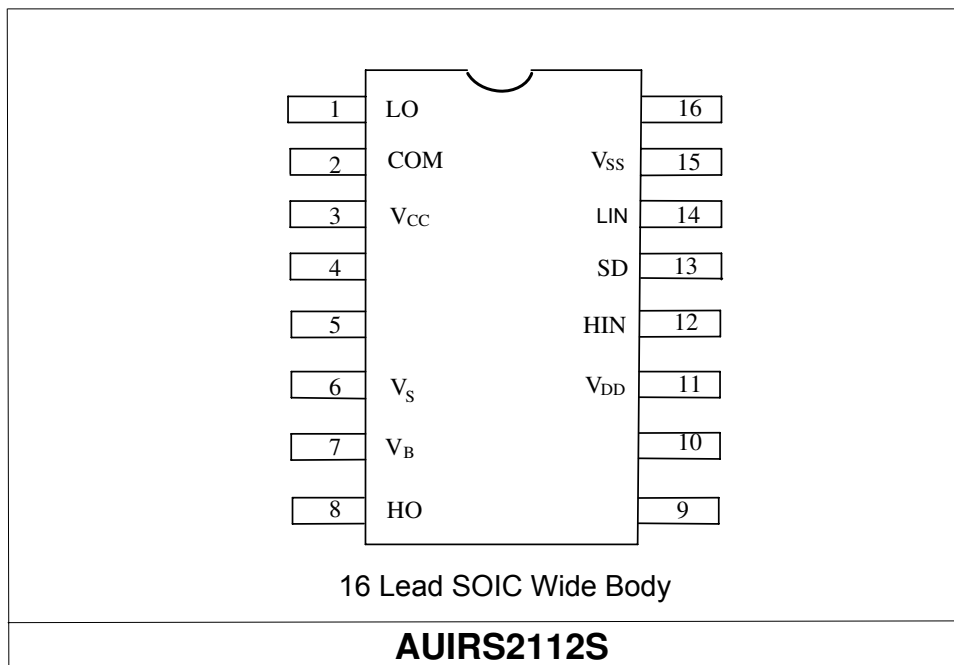 1 LO 16
2 COM VSS 15
3 VCC LIN 14
4 SD 13
5 HIN 12
6 VS VDD 11
7 VB 10
8 HO 9
16 Lead SOIC Wide Body
AUIRS2112S